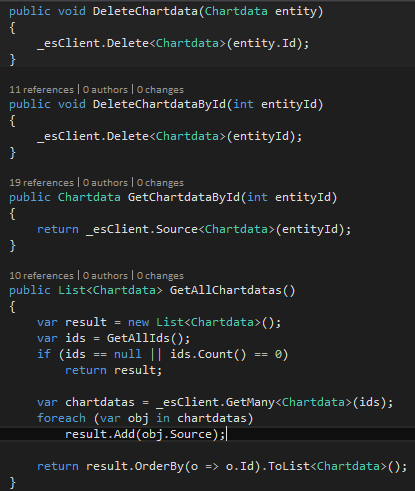 public void DeleteChartdata(Chartdata entity)
{
    _esClient.Delete<Chartdata>(entity.Id);
}
11 references | 0 authors | 0 changes
public void DeleteChartdataById(int entityId)
{
    _esClient.Delete<Chartdata>(entityId);
}
19 references | 0 authors | 0 changes
public Chartdata GetChartdataById(int entityId)
{
    return _esClient.Source<Chartdata>(entityId);
}
10 references | 0 authors | 0 changes
public List<Chartdata> GetAllChartdatas()
{
    var result = new List<Chartdata>();
    var ids = GetAllIds();
    if (ids == null || ids.Count() == 0)
        return result;
    var chartdatas = _esClient.GetMany<Chartdata>(ids);
    foreach (var obj in chartdatas)
        result.Add(obj.Source);
    return result.OrderBy(o => o.Id).ToList<Chartdata>();
}